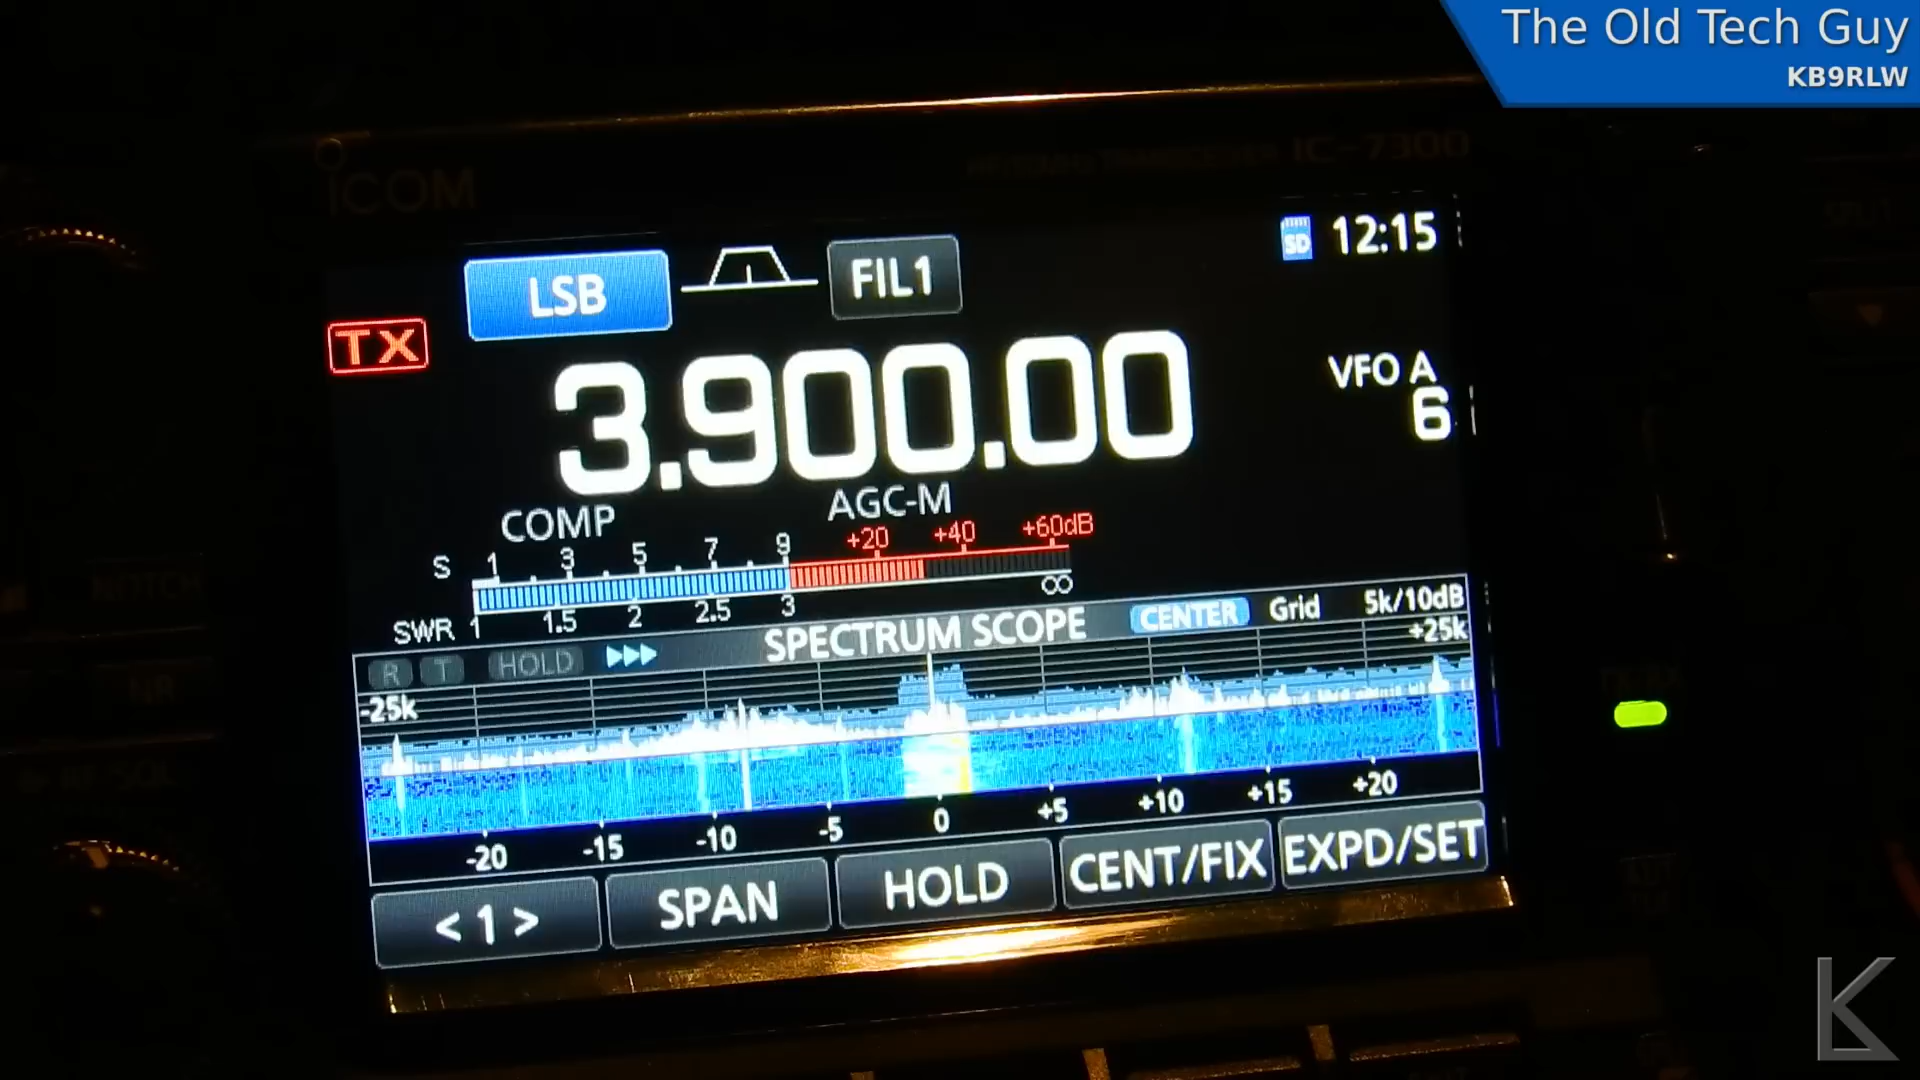 The Old Tech Guy
KB9RLW
ICOM
IC-7300
SD 12:15
LSB FIL1
TX
3.900.00
VFO A
6
COMP AGC-M
S 1 3 5 7 9 +20 +40 +60dB
SWR 1 1.5 2 2.5 3 ∞
SPECTRUM SCOPE CENTER Grid 5k/10dB
R T HOLD
-25k +25k
-20 -15 -10 -5 0 +5 +10 +15 +20
< 1 > SPAN HOLD CENT/FIX EXPD/SET
NOTCH
NR